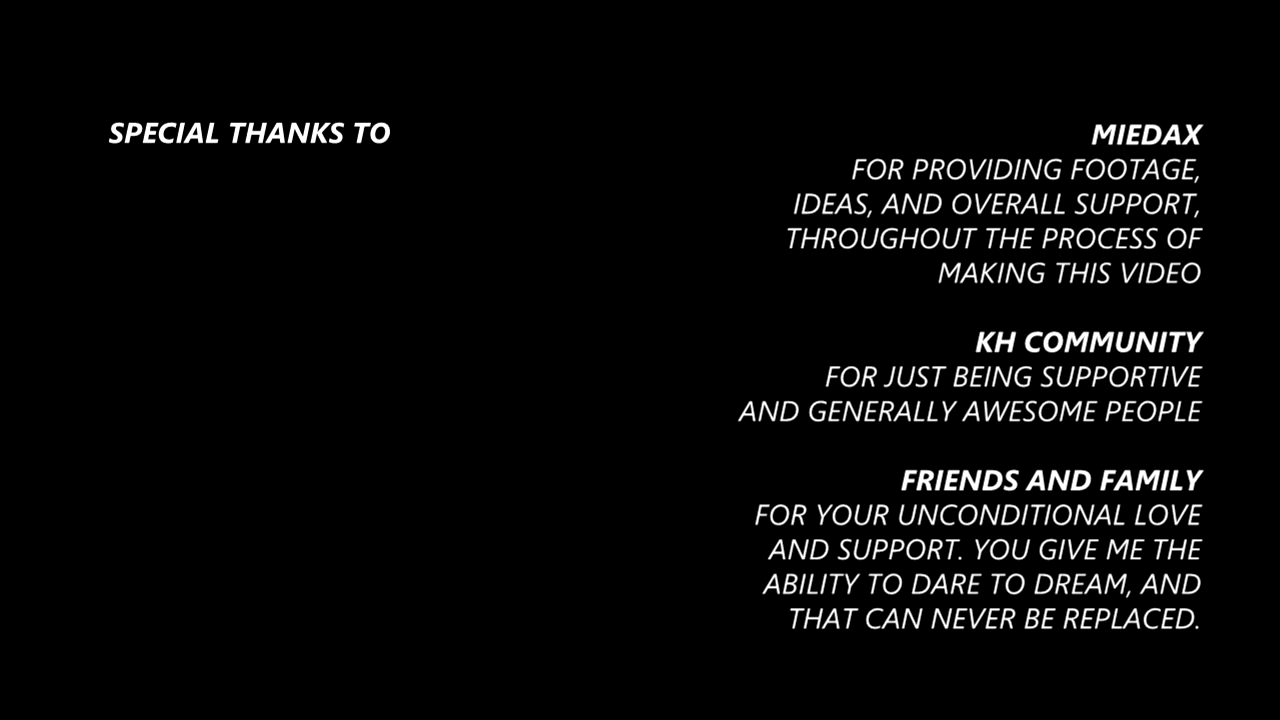 SPECIAL THANKS TO
MIEDAX
FOR PROVIDING FOOTAGE,
IDEAS, AND OVERALL SUPPORT,
THROUGHOUT THE PROCESS OF
MAKING THIS VIDEO
KH COMMUNITY
FOR JUST BEING SUPPORTIVE
AND GENERALLY AWESOME PEOPLE
FRIENDS AND FAMILY
FOR YOUR UNCONDITIONAL LOVE
AND SUPPORT. YOU GIVE ME THE
ABILITY TO DARE TO DREAM, AND
THAT CAN NEVER BE REPLACED.